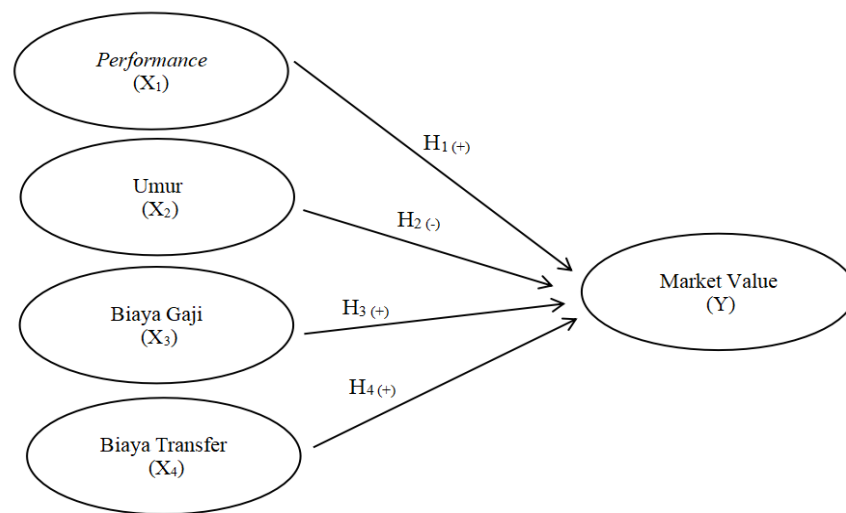 Performance
(X₁)
H₁ (+)
Umur
(X₂)
H₂ (-)
Biaya Gaji
(X₃)
H₃ (+)
Biaya Transfer
(X₄)
H₄ (+)
Market Value
(Y)